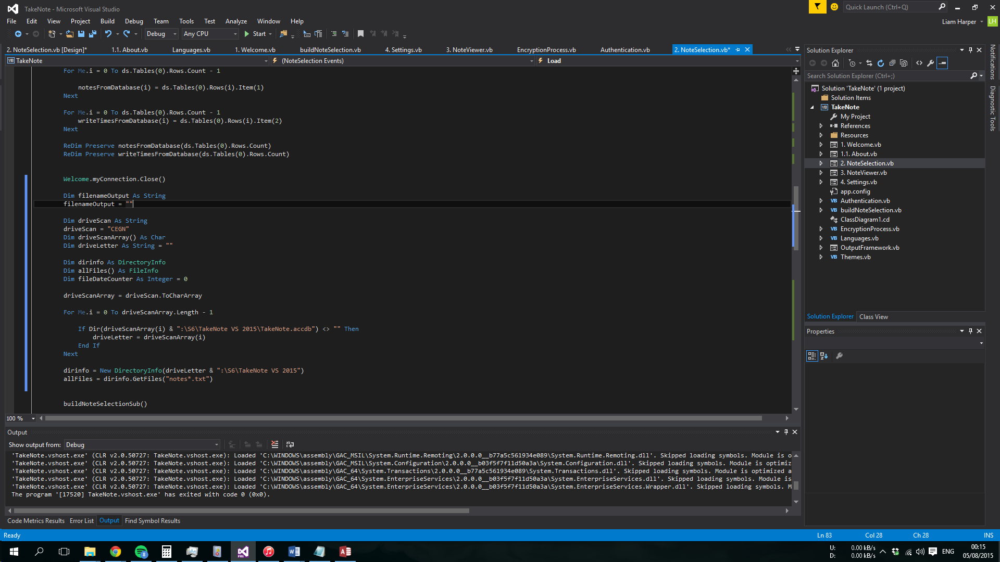 TakeNote - Microsoft Visual Studio
Quick Launch (Ctrl+Q)
File Edit View Project Build Debug Team Tools Test Analyze Window Help
Liam Harper LH
Debug Any CPU Start
2. NoteSelection.vb [Design]* 1.1. About.vb Languages.vb 1. Welcome.vb buildNoteSelection.vb 4. Settings.vb 3. NoteViewer.vb EncryptionProcess.vb Authentication.vb 2. NoteSelection.vb*
VB TakeNote (NoteSelection Events) Load
For Me.i = 0 To ds.Tables(0).Rows.Count - 1
notesFromDatabase(i) = ds.Tables(0).Rows(i).Item(1)
Next
For Me.i = 0 To ds.Tables(0).Rows.Count - 1
writeTimesFromDatabase(i) = ds.Tables(0).Rows(i).Item(2)
Next
ReDim Preserve notesFromDatabase(ds.Tables(0).Rows.Count)
ReDim Preserve writeTimesFromDatabase(ds.Tables(0).Rows.Count)
Welcome.myConnection.Close()
Dim filenameOutput As String
filenameOutput = ""
Dim driveScan As String
driveScan = "CEGN"
Dim driveScanArray() As Char
Dim driveLetter As String = ""
Dim dirinfo As DirectoryInfo
Dim allFiles() As FileInfo
Dim fileDateCounter As Integer = 0
driveScanArray = driveScan.ToCharArray
For Me.i = 0 To driveScanArray.Length - 1
If Dir(driveScanArray(i) & ":\S6\TakeNote VS 2015\TakeNote.accdb") <> "" Then
driveLetter = driveScanArray(i)
End If
Next
dirinfo = New DirectoryInfo(driveLetter & ":\S6\TakeNote VS 2015")
allFiles = dirinfo.GetFiles("notes*.txt")
buildNoteSelectionSub()
100 %
Output
Show output from: Debug
'TakeNote.vshost.exe' (CLR v2.0.50727: TakeNote.vshost.exe): Loaded 'C:\WINDOWS\assembly\GAC_MSIL\System.Runtime.Remoting\2.0.0.0__b77a5c561934e089\System.Runtime.Remoting.dll'. Skipped loading symbols. Module is o
'TakeNote.vshost.exe' (CLR v2.0.50727: TakeNote.vshost.exe): Loaded 'C:\WINDOWS\assembly\GAC_MSIL\System.Configuration\2.0.0.0__b03f5f7f11d50a3a\System.Configuration.dll'. Skipped loading symbols. Module is optimiz
'TakeNote.vshost.exe' (CLR v2.0.50727: TakeNote.vshost.exe): Loaded 'C:\WINDOWS\assembly\GAC_64\System.Transactions\2.0.0.0__b77a5c561934e089\System.Transactions.dll'. Skipped loading symbols. Module is optimized a
'TakeNote.vshost.exe' (CLR v2.0.50727: TakeNote.vshost.exe): Loaded 'C:\WINDOWS\assembly\GAC_64\System.EnterpriseServices\2.0.0.0__b03f5f7f11d50a3a\System.EnterpriseServices.dll'. Skipped loading symbols. Module is
'TakeNote.vshost.exe' (CLR v2.0.50727: TakeNote.vshost.exe): Loaded 'C:\WINDOWS\assembly\GAC_64\System.EnterpriseServices\2.0.0.0__b03f5f7f11d50a3a\System.EnterpriseServices.Wrapper.dll'. Skipped loading symbols. M
The program '[17520] TakeNote.vshost.exe' has exited with code 0 (0x0).
Code Metrics Results Error List Output Find Symbol Results
Solution Explorer
Search Solution Explorer (Ctrl+;)
Solution 'TakeNote' (1 project)
Solution Items
VB TakeNote
My Project
References
Resources
1. Welcome.vb
1.1. About.vb
2. NoteSelection.vb
3. NoteViewer.vb
4. Settings.vb
app.config
VB Authentication.vb
VB buildNoteSelection.vb
ClassDiagram1.cd
VB EncryptionProcess.vb
VB Languages.vb
OutputFramework.vb
VB Themes.vb
Solution Explorer Class View
Properties
Notifications
Diagnostic Tools
Ready Ln 83 Col 28 Ch 28 INS
U: 0.00 kB/s
D: 0.00 kB/s
ENG
00:15
05/08/2015